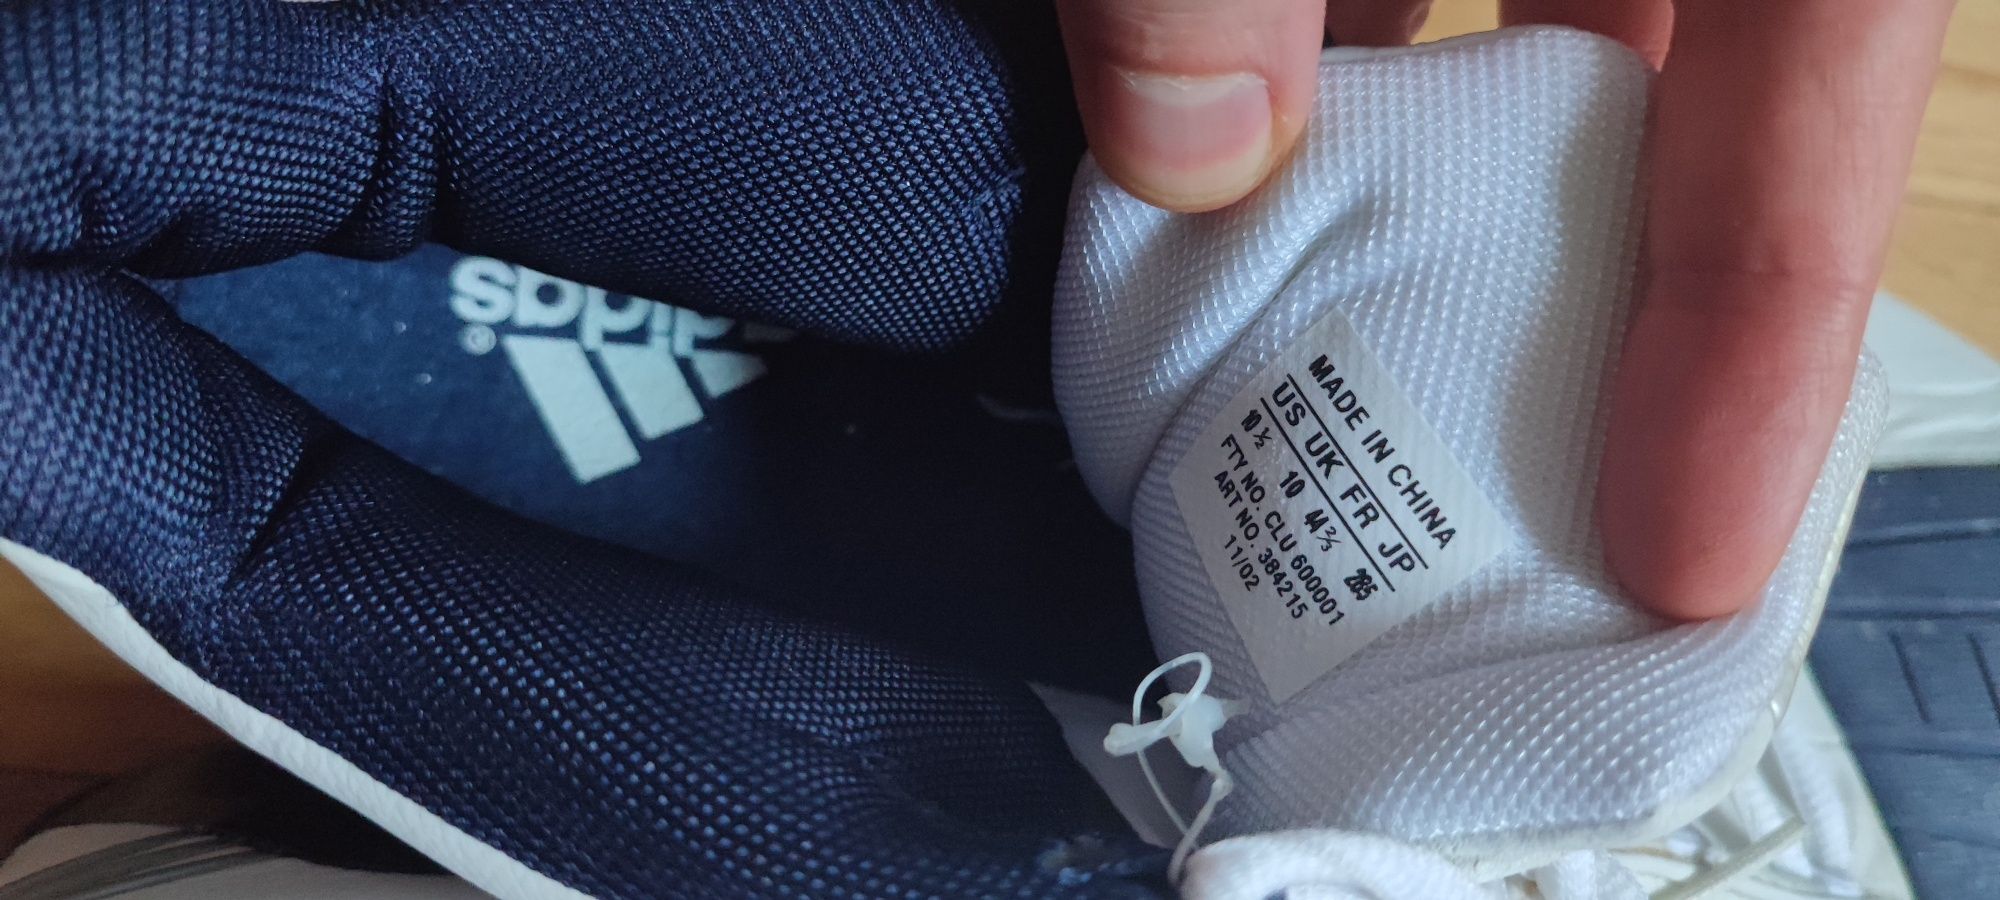 adidas
®
MADE IN CHINA
US UK FR JP
10½ 10 44⅔ 285
FTY NO. CLU 600001
ART NO. 384215
11/02